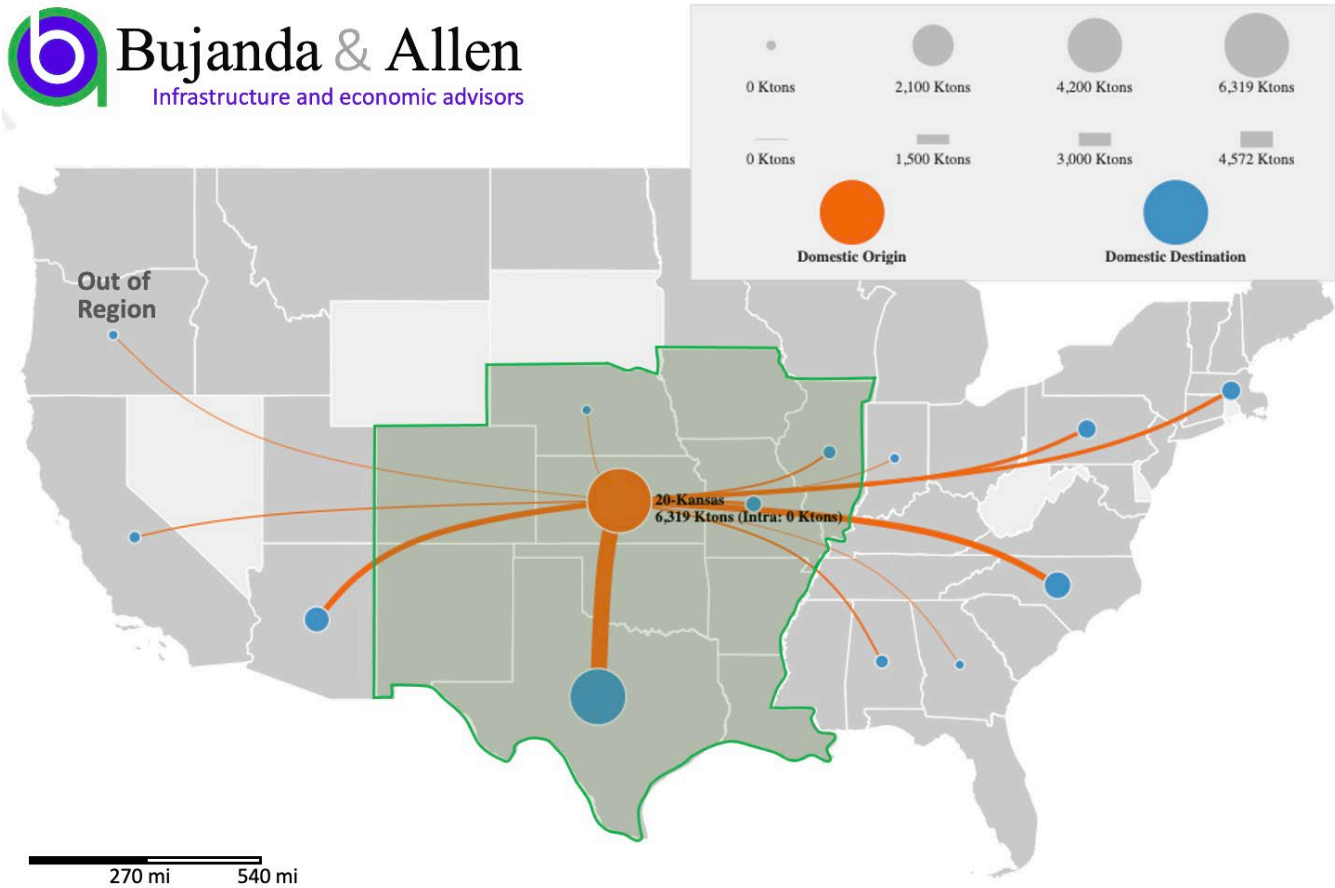 Bujanda & Allen
Infrastructure and economic advisors
0 Ktons
2,100 Ktons
4,200 Ktons
6,319 Ktons
0 Ktons
1,500 Ktons
3,000 Ktons
4,572 Ktons
Domestic Origin
Domestic Destination
Out of
Region
20-Kansas
6,319 Ktons (Intra: 0 Ktons)
270 mi
540 mi